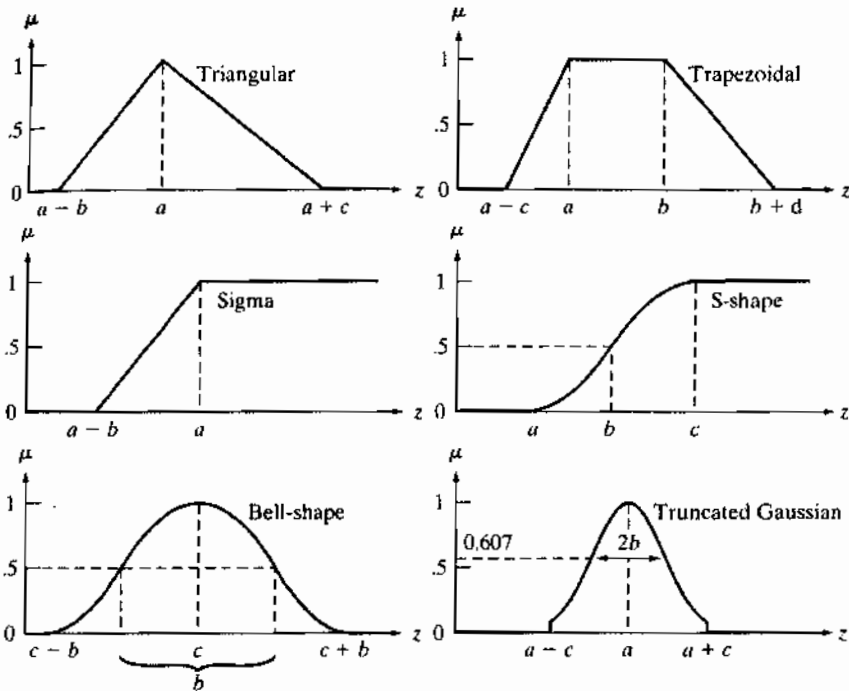 μ
1
.5
0
Triangular
a − b
a
a + c
z
μ
1
.5
0
Trapezoidal
a − c
a
b
b + d
z
μ
1
.5
0
Sigma
a − b
a
z
μ
1
.5
0
S-shape
a
b
c
z
μ
1
.5
0
Bell-shape
c − b
c
c + b
z
b
μ
1
0,607
.5
0
Truncated Gaussian
2b
a − c
a
a + c
z